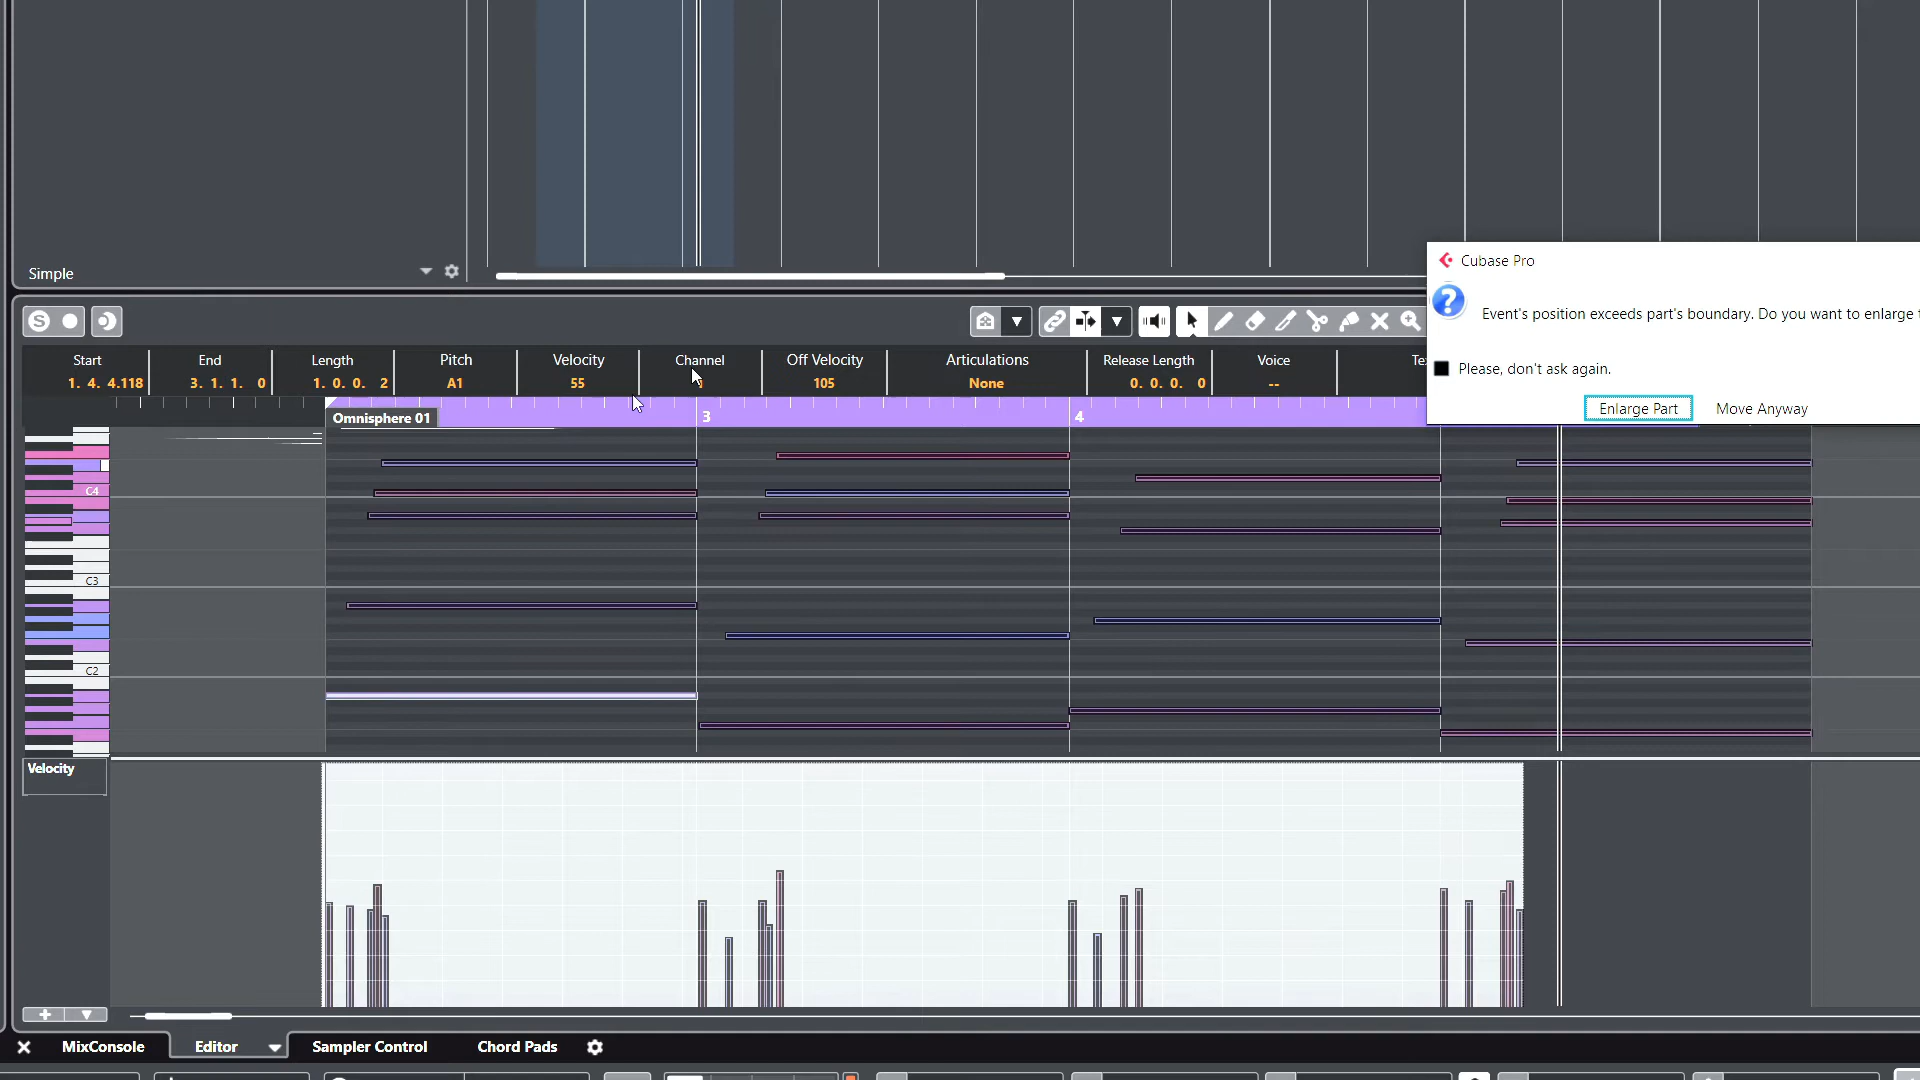 Simple
Cubase Pro
Event's position exceeds part's boundary. Do you want to enlarge
Please, don't ask again.
Enlarge Part Move Anyway
S
Start End Length Pitch Velocity Channel Off Velocity Articulations Release Length Voice
1. 4. 4.118 3. 1. 1. 0 1. 0. 0. 2 A1 55 105 None 0. 0. 0. 0 --
Omnisphere 01 3 4
C4
C3
C2
Velocity
MixConsole Editor Sampler Control Chord Pads